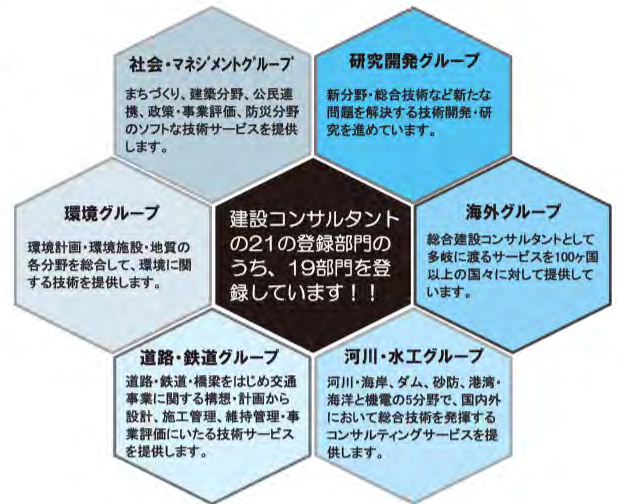 社会・マネジメントグループ
まちづくり、建築分野、公民連
携、政策・事業評価、防災分野
のソフトな技術サービスを提供
します。
研究開発グループ
新分野・総合技術など新たな
問題を解決する技術開発・研
究を進めています。
環境グループ
環境計画・環境施設・地質の
各分野を総合して、環境に関
する技術を提供します。
建設コンサルタント
の21の登録部門の
うち、19部門を登
録しています！！
海外グループ
総合建設コンサルタントとして
多岐に渡るサービスを100ヶ国
以上の国々に対して提供して
います。
道路・鉄道グループ
道路・鉄道・橋梁をはじめ交通
事業に関する構想・計画から
設計、施工管理、維持管理・事
業評価にいたる技術サービス
を提供します。
河川・水工グループ
河川・海岸、ダム、砂防、港湾・
海洋と機電の5分野で、国内外
において総合技術を発揮する
コンサルティングサービスを提
供します。